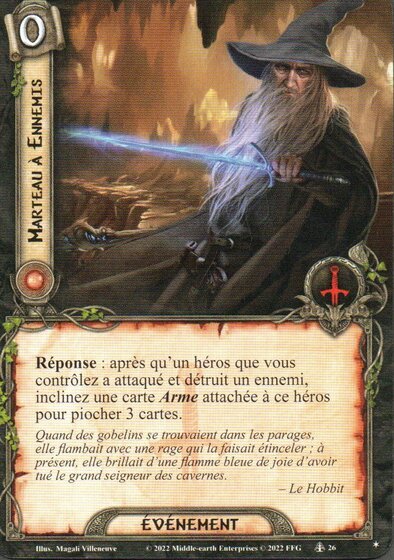 0
MARTEAU À ENNEMIS
Réponse : après qu'un héros que vous
contrôlez a attaqué et détruit un ennemi,
inclinez une carte Arme attachée à ce héros
pour piocher 3 cartes.
Quand des gobelins se trouvaient dans les parages,
elle flambait avec une rage qui la faisait étinceler ; à
présent, elle brillait d'une flamme bleue de joie d'avoir
tué le grand seigneur des cavernes.
– Le Hobbit
ÉVÉNEMENT
Illus. Magali Villeneuve © 2022 Middle-earth Enterprises © 2022 FFG 26